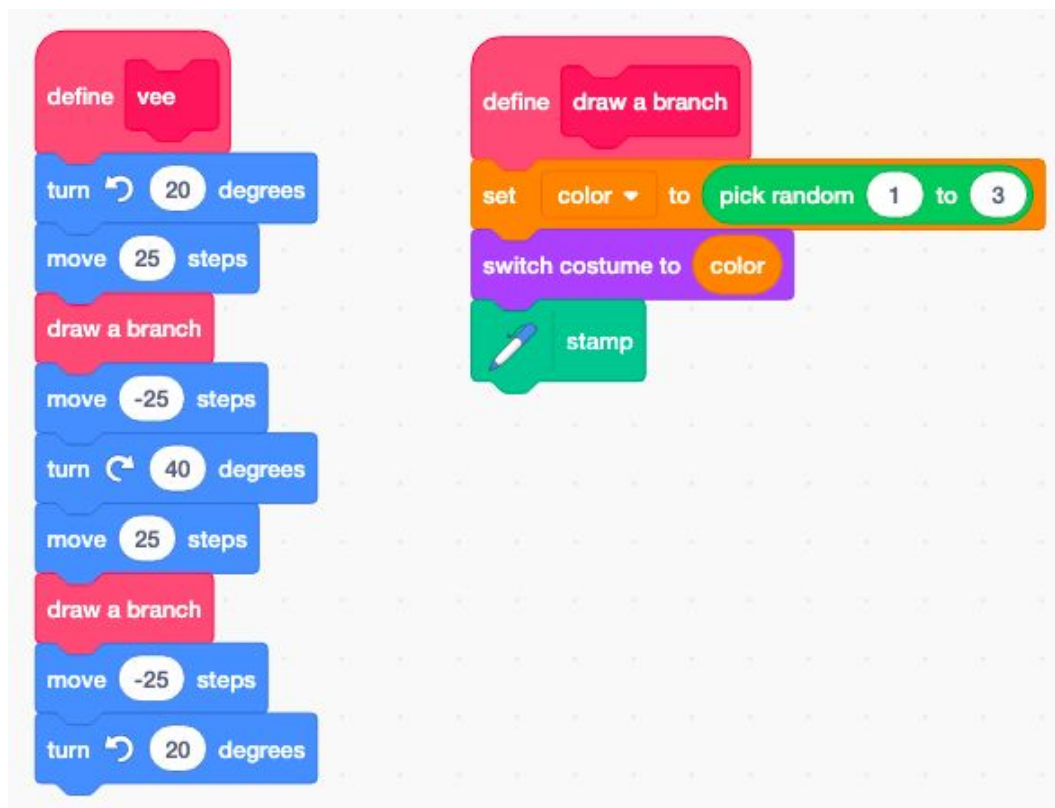 define vee
turn 20 degrees
move 25 steps
draw a branch
move -25 steps
turn 40 degrees
move 25 steps
draw a branch
move -25 steps
turn 20 degrees
define draw a branch
set color to pick random 1 to 3
switch costume to color
stamp